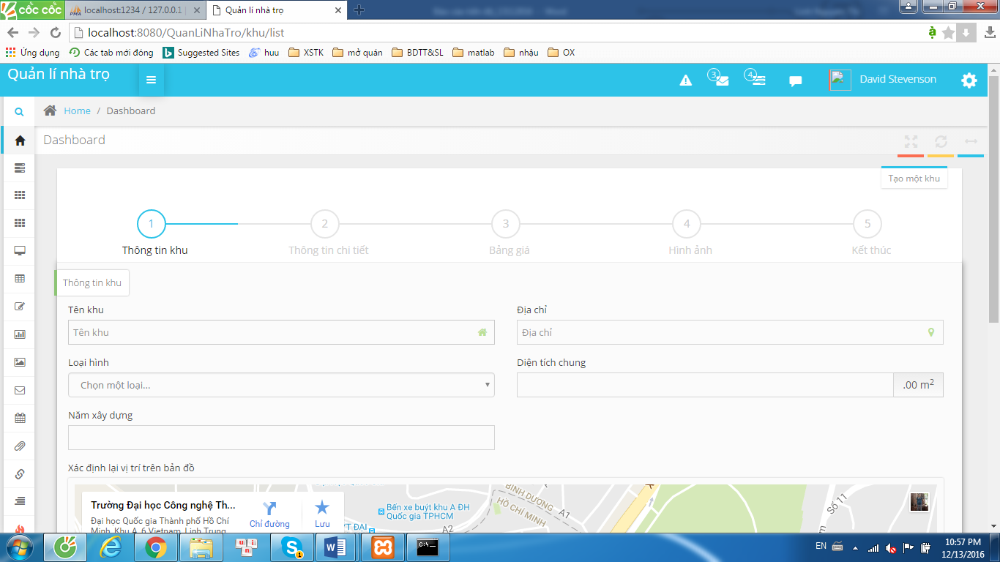 cốc cốc
localhost:1234 / 127.0.0.1
Quản lí nhà trọ
localhost:8080/QuanLiNhaTro/khu/list
Ứng dụng
Các tab mới đóng
Suggested Sites
huu
XSTK
mở quán
BDTT&SL
matlab
nhậu
OX
Quản lí nhà trọ
3
4
David Stevenson
Home / Dashboard
Dashboard
Tạo một khu
1
2
3
4
5
Thông tin khu
Thông tin chi tiết
Bảng giá
Hình ảnh
Kết thúc
Thông tin khu
Tên khu
Địa chỉ
Tên khu
Địa chỉ
Loại hình
Diện tích chung
Chọn một loại...
.00 m²
Năm xây dựng
Xác định lại vị trí trên bản đồ
Trường Đại học Công nghệ Th...
Đại học Quốc gia Thành phố Hồ Chí
Minh, Khu A, 6 Vietnam, Linh Trung
Chỉ đường
Lưu
Bến xe buýt khu A ĐH
Quốc gia TPHCM
YT ĐẠI
A2
A1
BÌNH DƯƠNG
HỒ CHÍ MINH
Số 11
EN
10:57 PM
12/13/2016